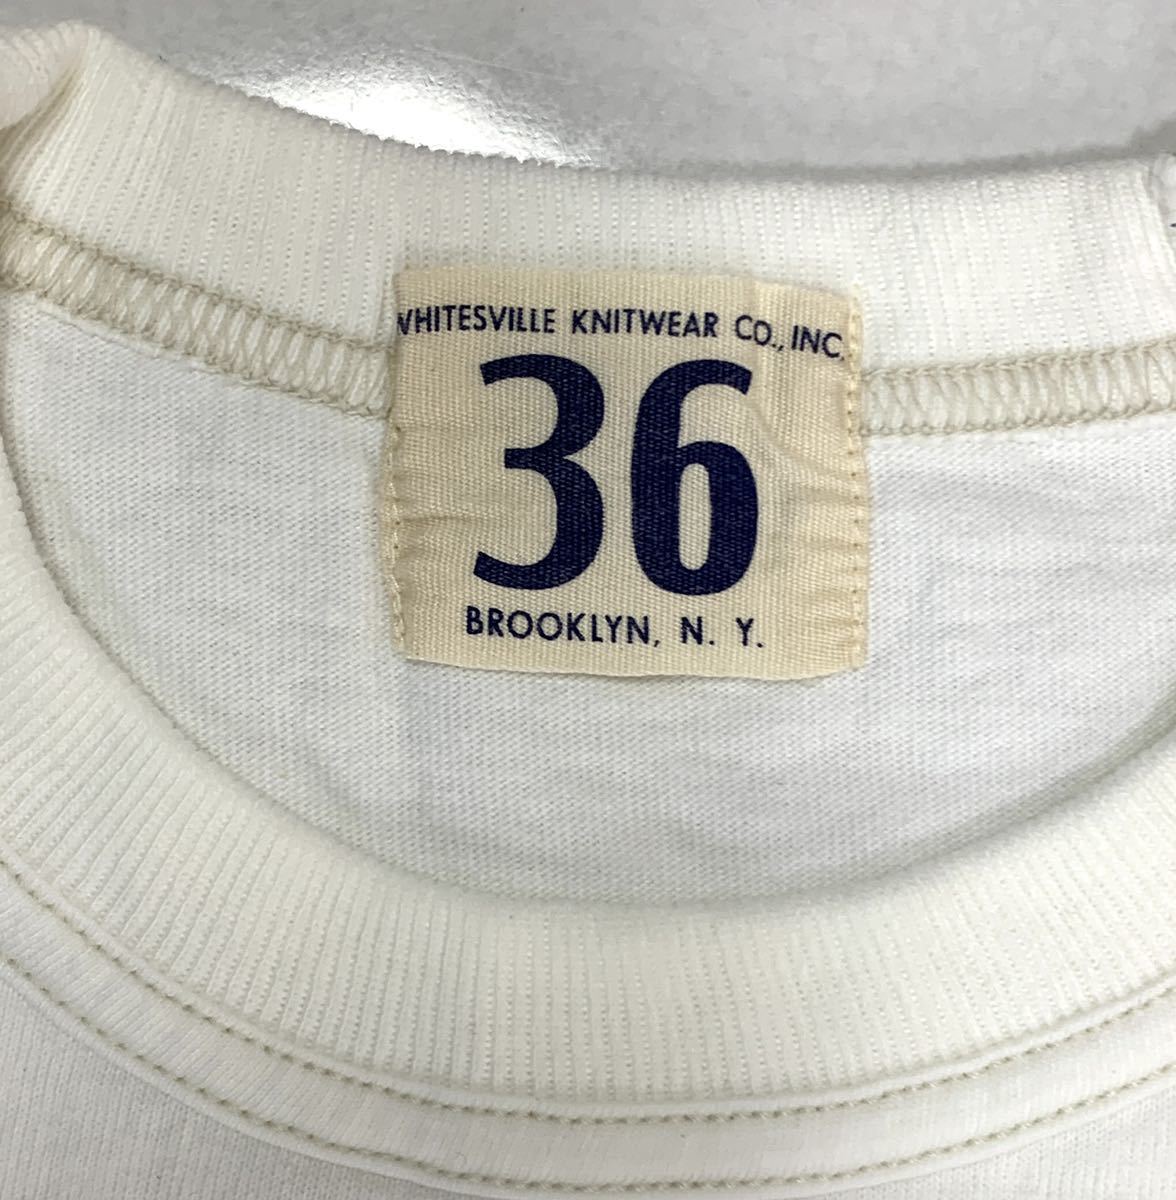 WHITESVILLE KNITWEAR CO., INC.
36
BROOKLYN, N. Y.